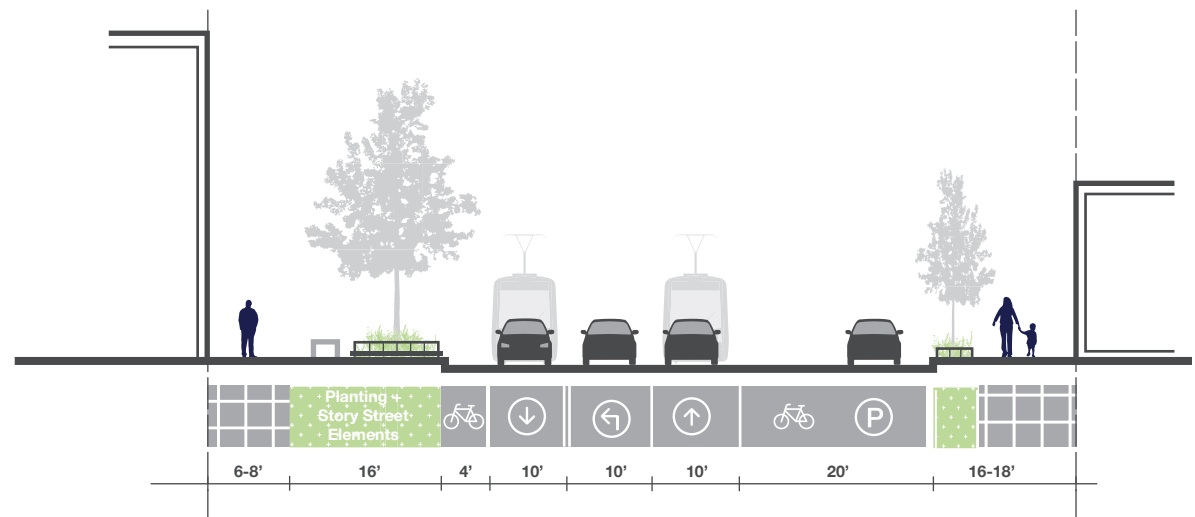 Planting +
Story Street
Elements
P
6-8’
16’
4’
10’
10’
10’
20’
16-18’